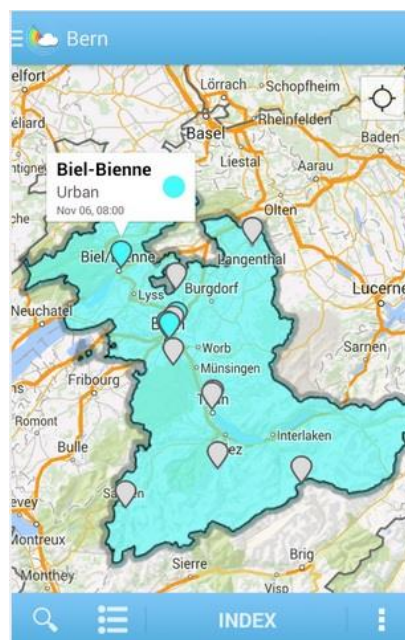 Bern
Lörrach
Schopfheim
Rheinfelden
Basel
Baden
Liestal
Aarau
Olten
Biel-Bienne
Urban
Nov 06, 08:00
Langenthal
Lyss
Burgdorf
Lucerne
Neuchatel
Worb
Sarnen
Münsingen
Fribourg
Romont
Interlaken
Bulle
Montreux
Sierre
Brig
Monthey
Visp
INDEX